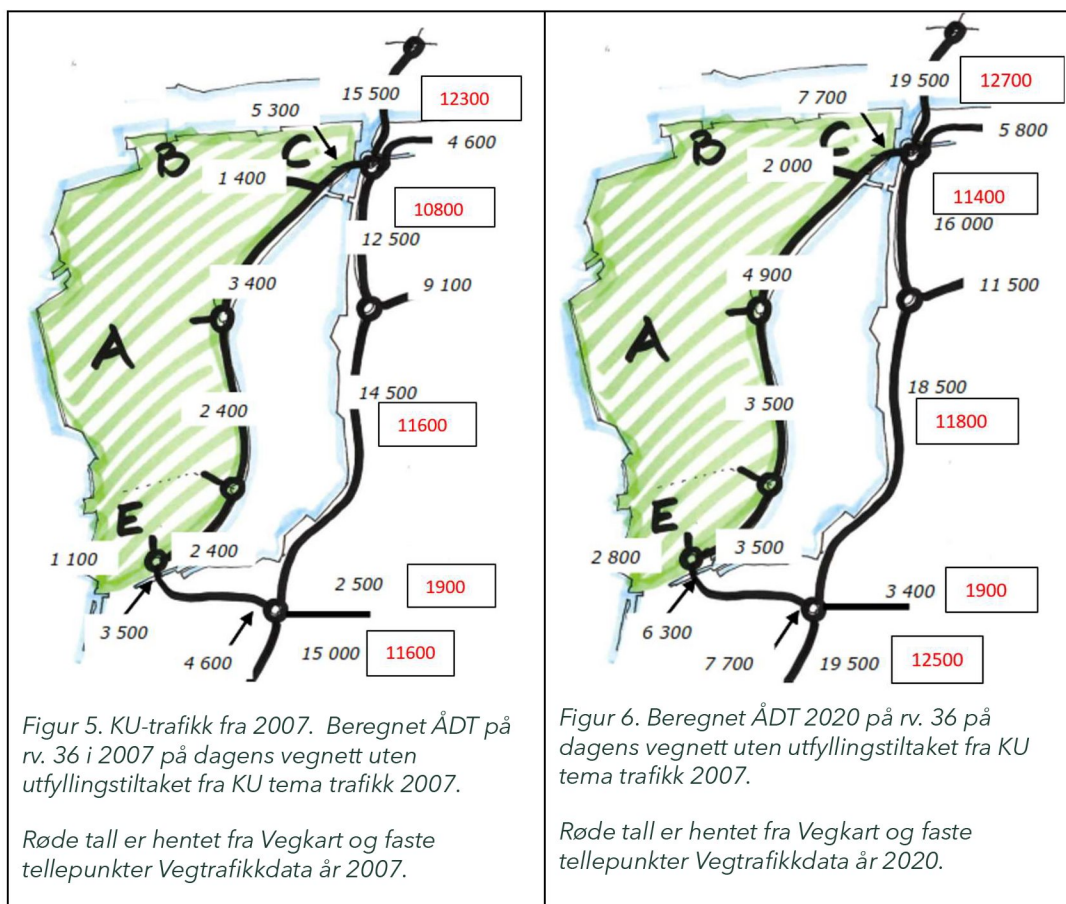 15 500
12300
5 300
4 600
B
C
1 400
10800
12 500
3 400
9 100
A
14 500
2 400
11600
E
1 100
2 400
2 500
1900
3 500
4 600
15 000
11600
Figur 5. KU-trafikk fra 2007. Beregnet ÅDT på
rv. 36 i 2007 på dagens vegnett uten
utfyllingstiltaket fra KU tema trafikk 2007.
Røde tall er hentet fra Vegkart og faste
tellepunkter Vegtrafikkdata år 2007.
19 500
12700
7 700
5 800
B
C
2 000
11400
16 000
4 900
11 500
A
18 500
3 500
11800
E
2 800
3 500
3 400
1900
6 300
7 700
19 500
12500
Figur 6. Beregnet ÅDT 2020 på rv. 36 på
dagens vegnett uten utfyllingstiltaket fra KU
tema trafikk 2007.
Røde tall er hentet fra Vegkart og faste
tellepunkter Vegtrafikkdata år 2020.